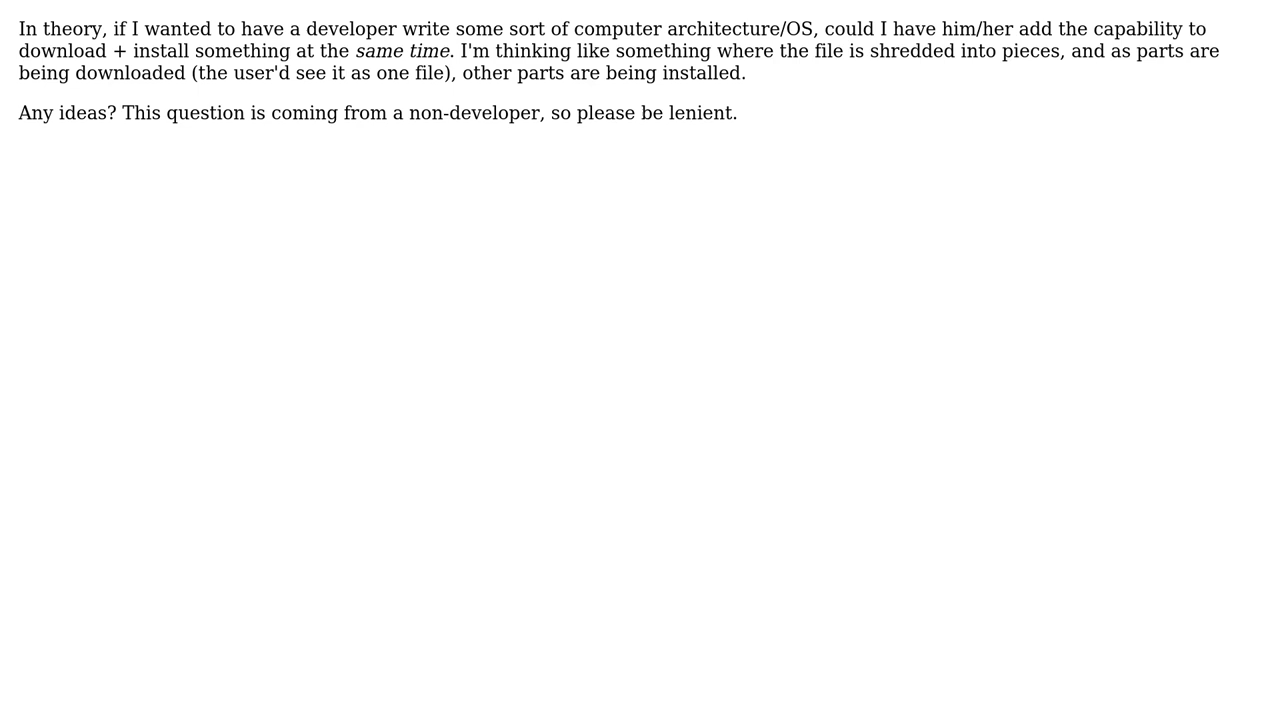 In theory, if I wanted to have a developer write some sort of computer architecture/OS, could I have him/her add the capability to
download + install something at the same time. I'm thinking like something where the file is shredded into pieces, and as parts are
being downloaded (the user'd see it as one file), other parts are being installed.
Any ideas? This question is coming from a non-developer, so please be lenient.